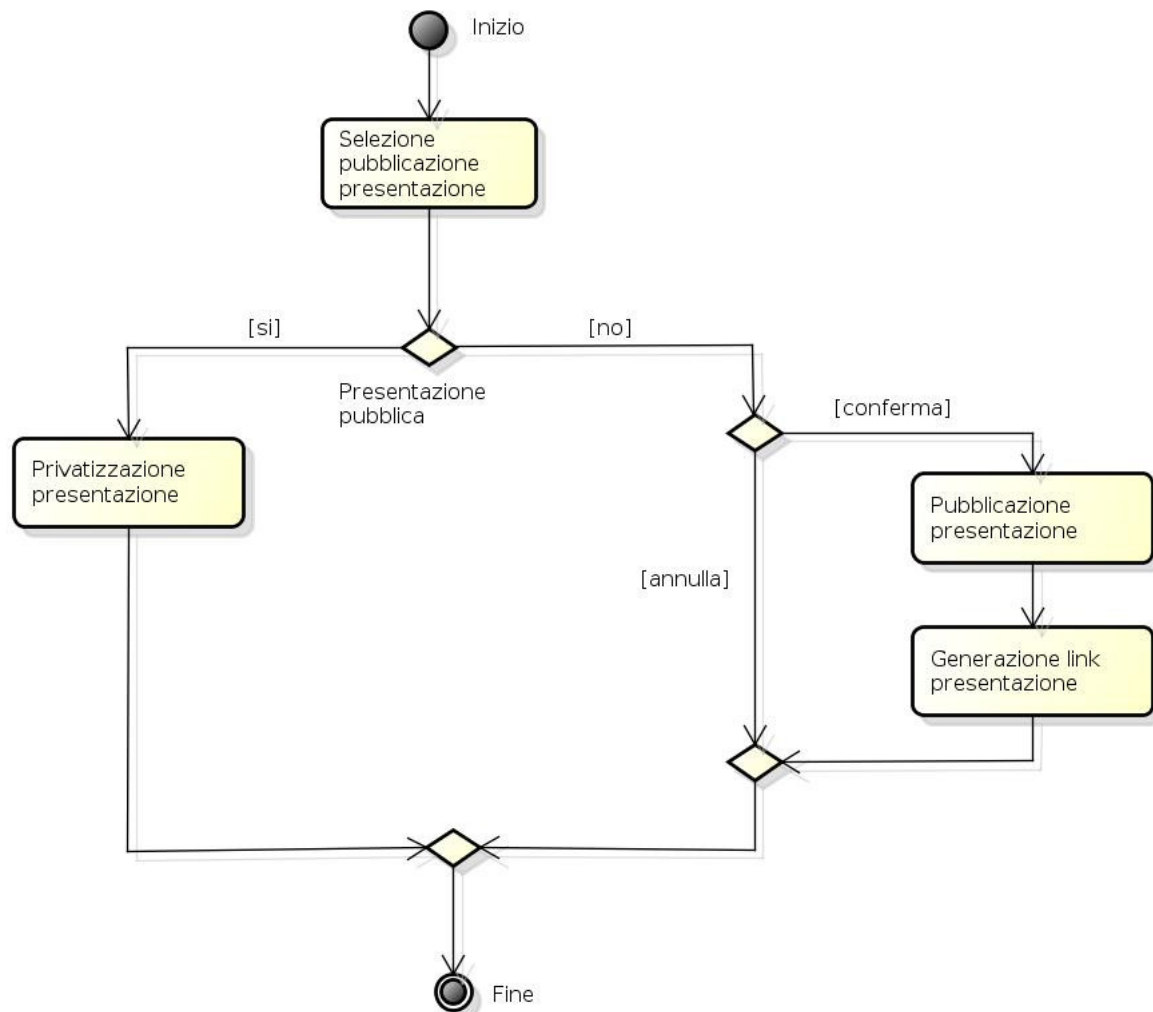 Inizio
Selezione
pubblicazione
presentazione
[si]
[no]
Presentazione
pubblica
[conferma]
Privatizzazione
presentazione
Pubblicazione
presentazione
[annulla]
Generazione link
presentazione
Fine